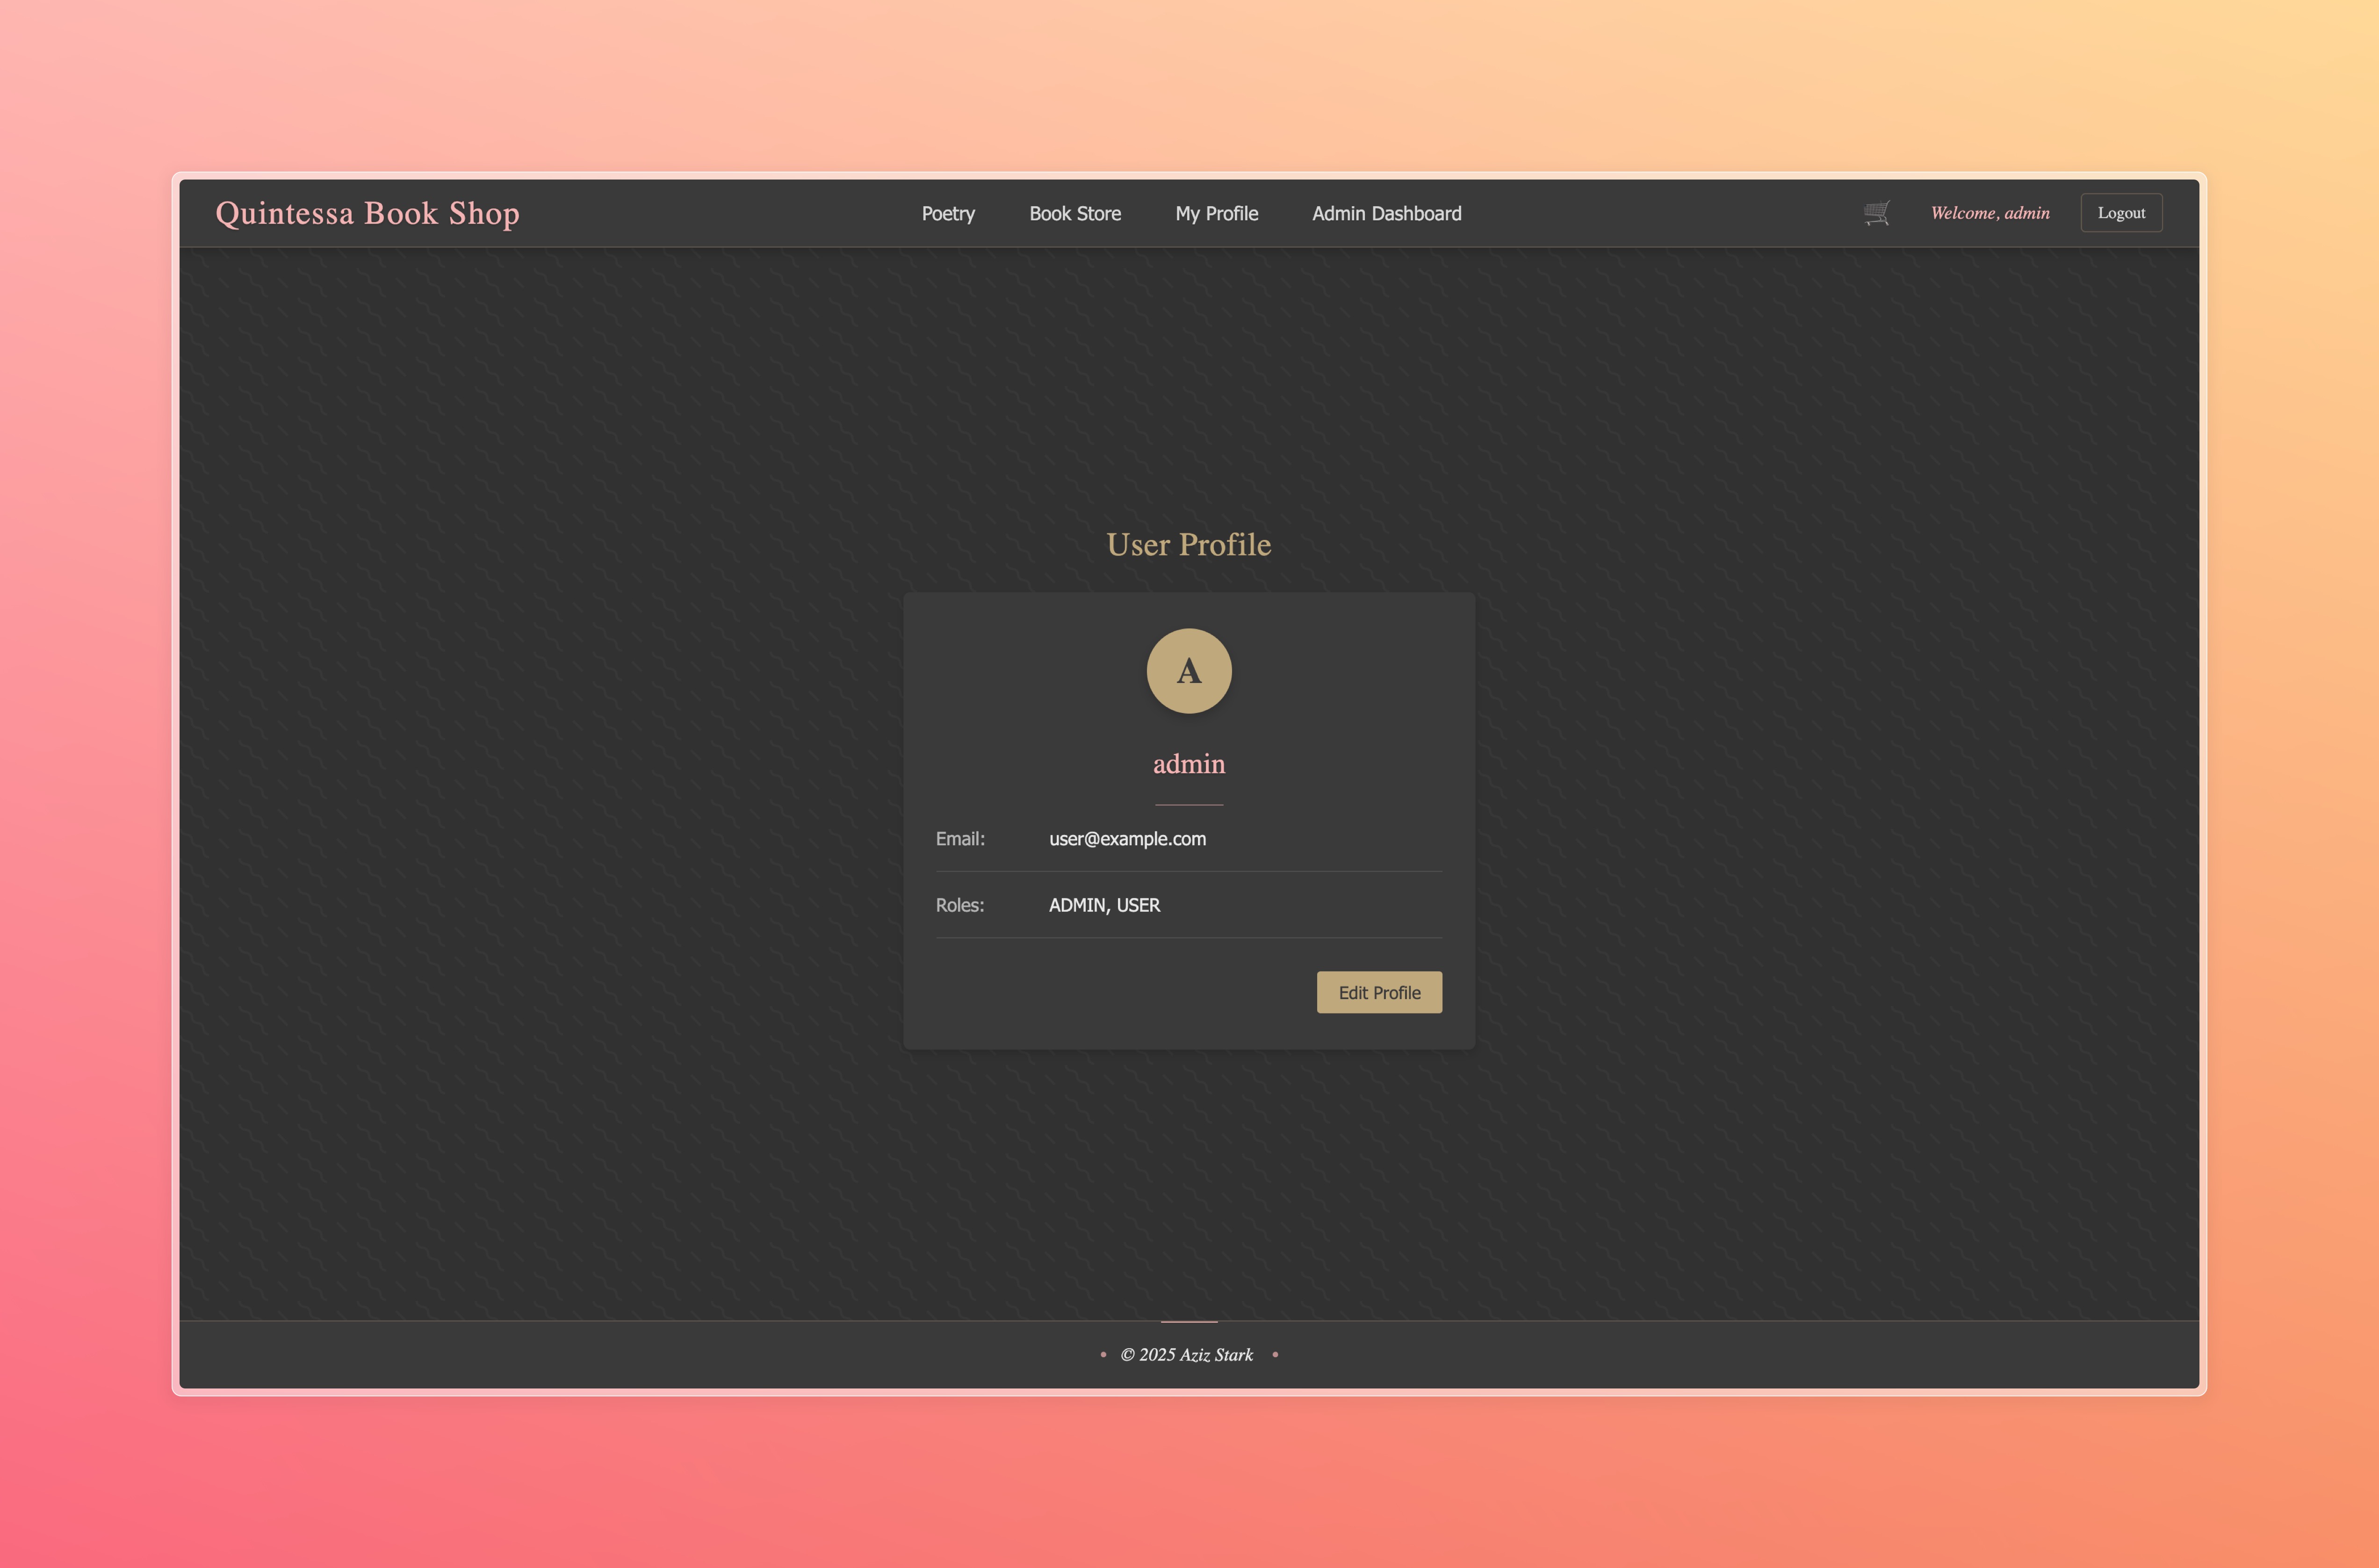 Quintessa Book Shop
Poetry
Book Store
My Profile
Admin Dashboard
Welcome, admin
Logout
User Profile
A
admin
Email: user@example.com
Roles: ADMIN, USER
Edit Profile
• © 2025 Aziz Stark •